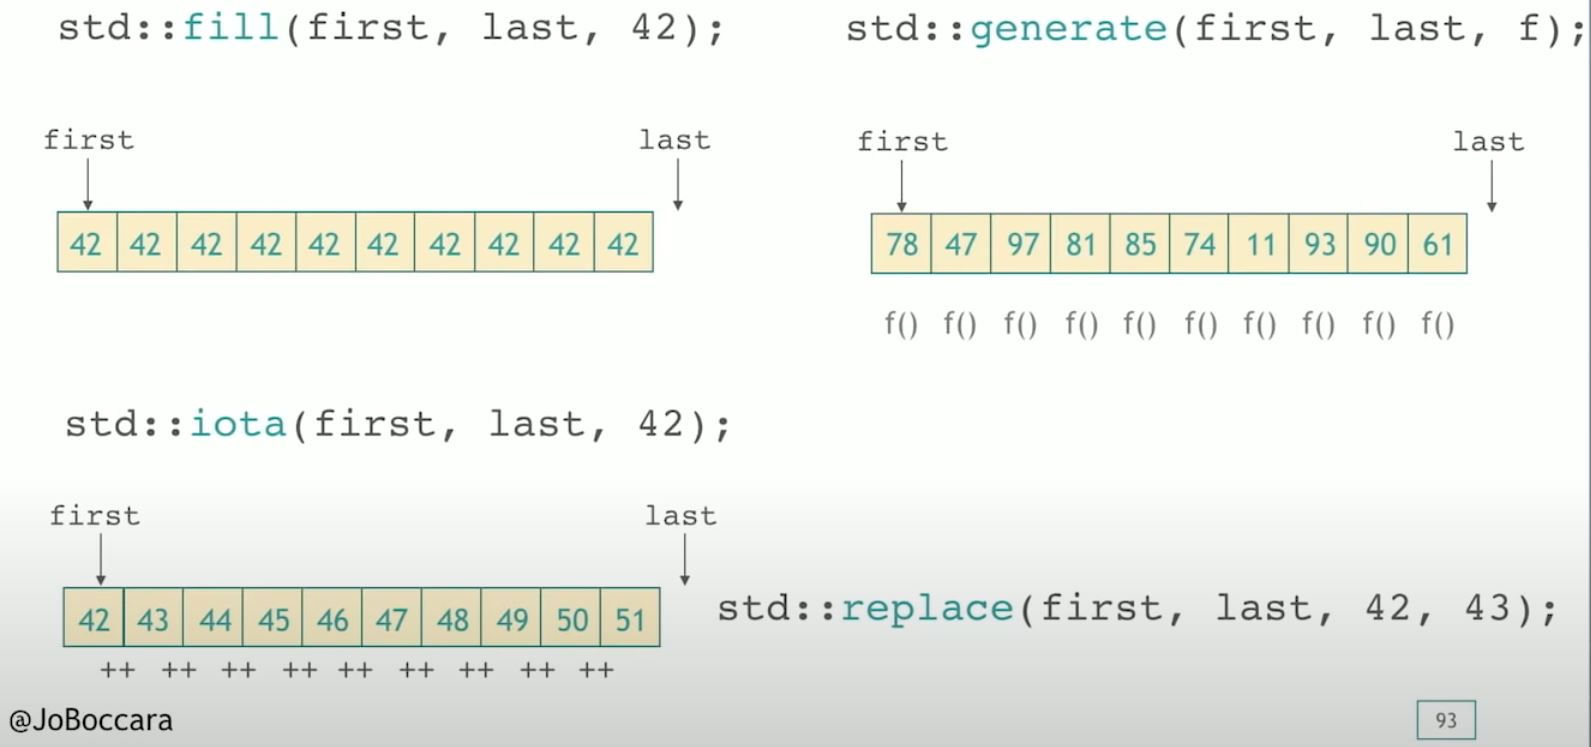 std::fill(first, last, 42);
first last
42 42 42 42 42 42 42 42 42 42
std::generate(first, last, f);
first last
78 47 97 81 85 74 11 93 90 61
f() f() f() f() f() f() f() f() f() f()
std::iota(first, last, 42);
first last
42 43 44 45 46 47 48 49 50 51
++ ++ ++ ++ ++ ++ ++ ++ ++
std::replace(first, last, 42, 43);
@JoBoccara
93